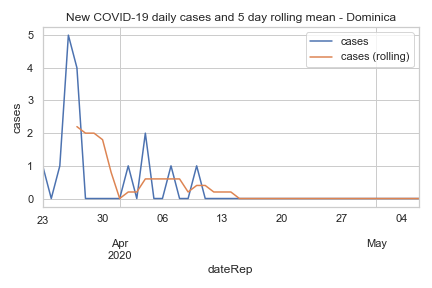 New COVID-19 daily cases and 5 day rolling mean - Dominica
cases
cases (rolling)
5
4
3
2
1
0
cases
23
30
06
13
20
27
04
Apr
2020
May
dateRep